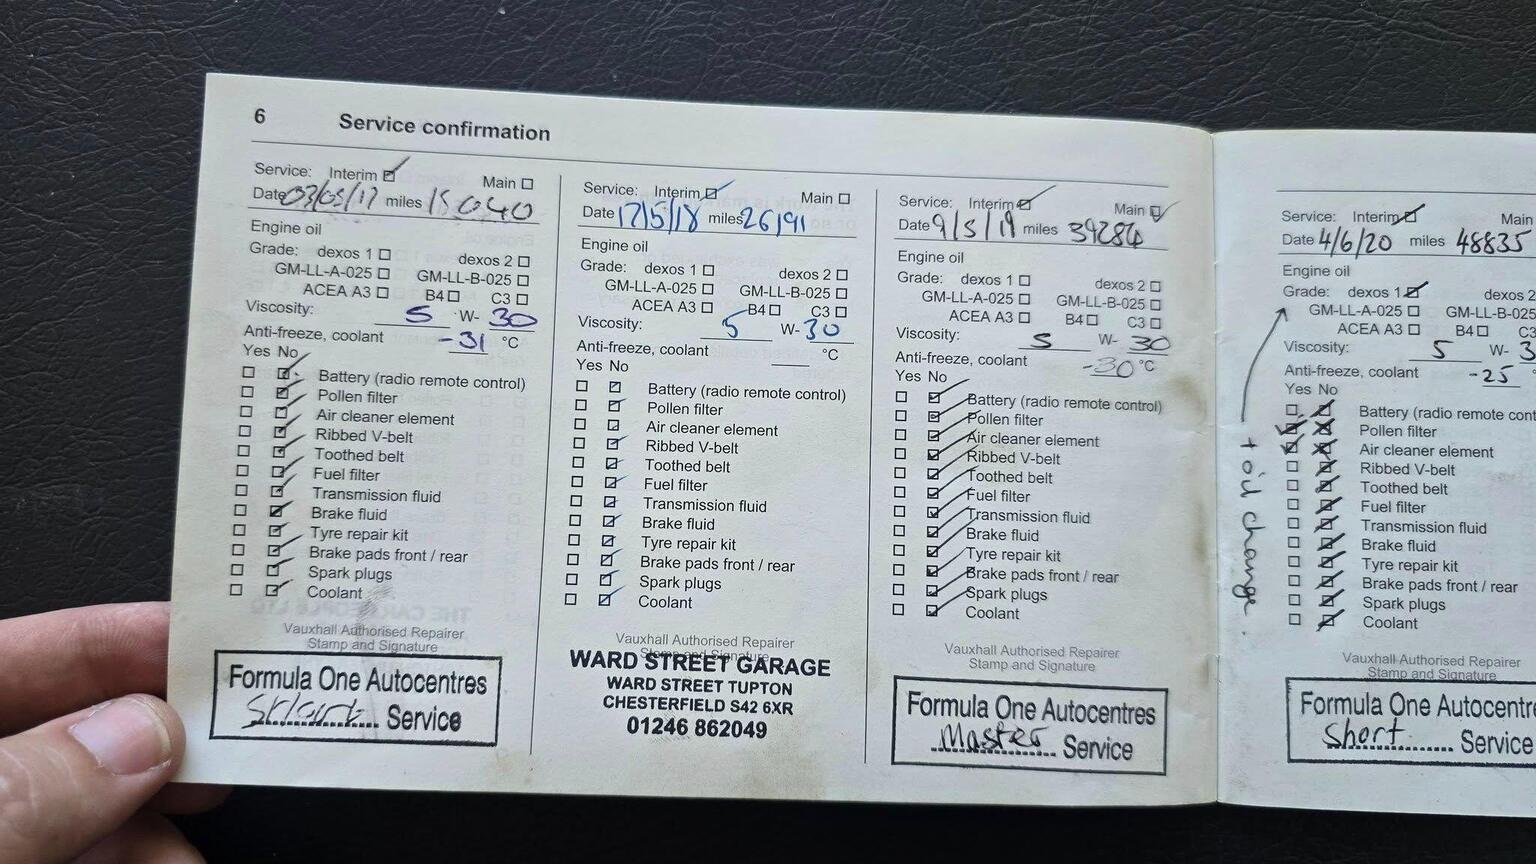 6 Service confirmation
Service: Interim Main
Date 03/05/17 miles 15040
Engine oil
Grade: dexos 1 dexos 2
GM-LL-A-025 GM-LL-B-025
ACEA A3 B4 C3
Viscosity: 5 W- 30
Anti-freeze, coolant -31 °C
Yes No
Battery (radio remote control)
Pollen filter
Air cleaner element
Ribbed V-belt
Toothed belt
Fuel filter
Transmission fluid
Brake fluid
Tyre repair kit
Brake pads front / rear
Spark plugs
Coolant
Vauxhall Authorised Repairer
Stamp and Signature
Formula One Autocentres
Service
Service: Interim Main
Date 17/5/18 miles 26191
Engine oil
Grade: dexos 1 dexos 2
GM-LL-A-025 GM-LL-B-025
ACEA A3 B4 C3
Viscosity: 5 W- 30
Anti-freeze, coolant °C
Yes No
Battery (radio remote control)
Pollen filter
Air cleaner element
Ribbed V-belt
Toothed belt
Fuel filter
Transmission fluid
Brake fluid
Tyre repair kit
Brake pads front / rear
Spark plugs
Coolant
Vauxhall Authorised Repairer
Stamp and Signature
WARD STREET GARAGE
WARD STREET TUPTON
CHESTERFIELD S42 6XR
01246 862049
Service: Interim Main
Date 9/5/19 miles 39284
Engine oil
Grade: dexos 1 dexos 2
GM-LL-A-025 GM-LL-B-025
ACEA A3 B4 C3
Viscosity: 5 W- 30
Anti-freeze, coolant -30 °C
Yes No
Battery (radio remote control)
Pollen filter
Air cleaner element
Ribbed V-belt
Toothed belt
Fuel filter
Transmission fluid
Brake fluid
Tyre repair kit
Brake pads front / rear
Spark plugs
Coolant
Vauxhall Authorised Repairer
Stamp and Signature
Formula One Autocentres
Master Service
Service: Interim Main
Date 4/6/20 miles 48835
Engine oil
Grade: dexos 1 dexos 2
GM-LL-A-025 GM-LL-B-025
ACEA A3 B4
Viscosity: 5 W- 3
Anti-freeze, coolant -25
Yes No
Battery (radio remote cont
Pollen filter
Air cleaner element
Ribbed V-belt
Toothed belt
Fuel filter
Transmission fluid
Brake fluid
Tyre repair kit
Brake pads front / rear
Spark plugs
Coolant
+ oil change.
Vauxhall Authorised Repairer
Stamp and Signature
Formula One Autocentre
Short Service